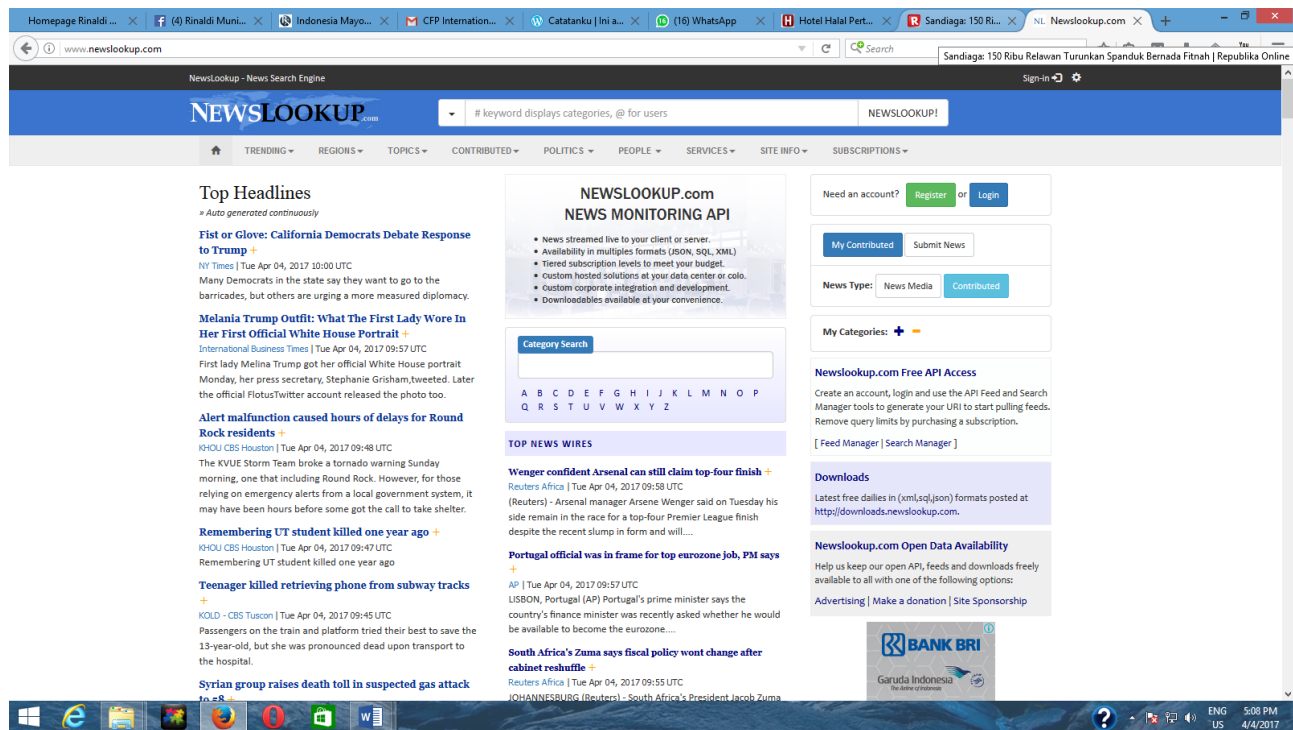 Homepage Rinaldi ...
(4) Rinaldi Muni...
Indonesia Mayo...
CFP Internation...
Catatanku | Ini a...
(16) WhatsApp
Hotel Halal Pert...
Sandiaga: 150 Ri...
NL Newslookup.com
www.newslookup.com
Search
Sandiaga: 150 Ribu Relawan Turunkan Spanduk Bernada Fitnah | Republika Online
NewsLookup - News Search Engine
Sign-in
NEWSLOOKUP.com
# keyword displays categories, @ for users
NEWSLOOKUP!
TRENDING
REGIONS
TOPICS
CONTRIBUTED
POLITICS
PEOPLE
SERVICES
SITE INFO
SUBSCRIPTIONS
Top Headlines
» Auto generated continuously
Fist or Glove: California Democrats Debate Response
to Trump +
NY Times | Tue Apr 04, 2017 10:00 UTC
Many Democrats in the state say they want to go to the
barricades, but others are urging a more measured diplomacy.
Melania Trump Outfit: What The First Lady Wore In
Her First Official White House Portrait +
International Business Times | Tue Apr 04, 2017 09:57 UTC
First lady Melina Trump got her official White House portrait
Monday, her press secretary, Stephanie Grisham,tweeted. Later
the official FlotusTwitter account released the photo too.
Alert malfunction caused hours of delays for Round
Rock residents +
KHOU CBS Houston | Tue Apr 04, 2017 09:48 UTC
The KVUE Storm Team broke a tornado warning Sunday
morning, one that including Round Rock. However, for those
relying on emergency alerts from a local government system, it
may have been hours before some got the call to take shelter.
Remembering UT student killed one year ago +
KHOU CBS Houston | Tue Apr 04, 2017 09:47 UTC
Remembering UT student killed one year ago
Teenager killed retrieving phone from subway tracks
+
KOLD - CBS Tuscon | Tue Apr 04, 2017 09:45 UTC
Passengers on the train and platform tried their best to save the
13-year-old, but she was pronounced dead upon transport to
the hospital.
Syrian group raises death toll in suspected gas attack
to 58 +
NEWSLOOKUP.com
NEWS MONITORING API
• News streamed live to your client or server.
• Availability in multiples formats (JSON, SQL, XML)
• Tiered subscription levels to meet your budget.
• Custom hosted solutions at your data center or colo.
• Custom corporate integration and development.
• Downloadables available at your convenience.
Category Search
A B C D E F G H I J K L M N O P
Q R S T U V W X Y Z
TOP NEWS WIRES
Wenger confident Arsenal can still claim top-four finish +
Reuters Africa | Tue Apr 04, 2017 09:58 UTC
(Reuters) - Arsenal manager Arsene Wenger said on Tuesday his
side remain in the race for a top-four Premier League finish
despite the recent slump in form and will....
Portugal official was in frame for top eurozone job, PM says
+
AP | Tue Apr 04, 2017 09:57 UTC
LISBON, Portugal (AP) Portugal's prime minister says the
country's finance minister was recently asked whether he would
be available to become the eurozone....
South Africa's Zuma says fiscal policy wont change after
cabinet reshuffle +
Reuters Africa | Tue Apr 04, 2017 09:55 UTC
JOHANNESBURG (Reuters) - South Africa's President Jacob Zuma
Need an account? Register or Login
My Contributed Submit News
News Type: News Media Contributed
My Categories: + -
Newslookup.com Free API Access
Create an account, login and use the API Feed and Search
Manager tools to generate your URI to start pulling feeds.
Remove query limits by purchasing a subscription.
[ Feed Manager | Search Manager ]
Downloads
Latest free dailies in (xml,sql,json) formats posted at
http://downloads.newslookup.com.
Newslookup.com Open Data Availability
Help us keep our open API, feeds and downloads freely
available to all with one of the following options:
Advertising | Make a donation | Site Sponsorship
BANK BRI
Garuda Indonesia
The Airline of Indonesia
ENG
US
5:08 PM
4/4/2017